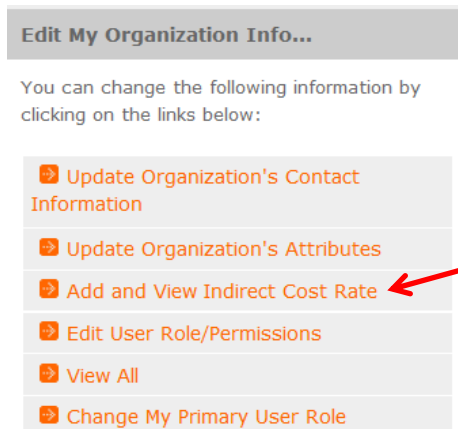 Edit My Organization Info...
You can change the following information by
clicking on the links below:
Update Organization's Contact
Information
Update Organization's Attributes
Add and View Indirect Cost Rate
Edit User Role/Permissions
View All
Change My Primary User Role